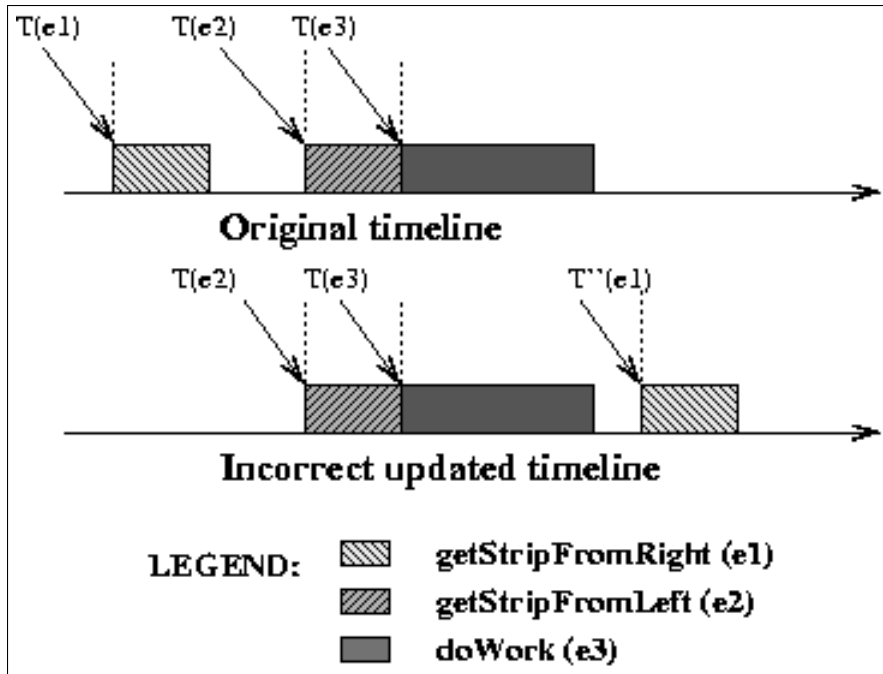 T(e1) T(e2) T(e3)
Original timeline
T(e2) T(e3) T``(e1)
Incorrect updated timeline
LEGEND:
getStripFromRight (e1)
getStripFromLeft (e2)
doWork (e3)